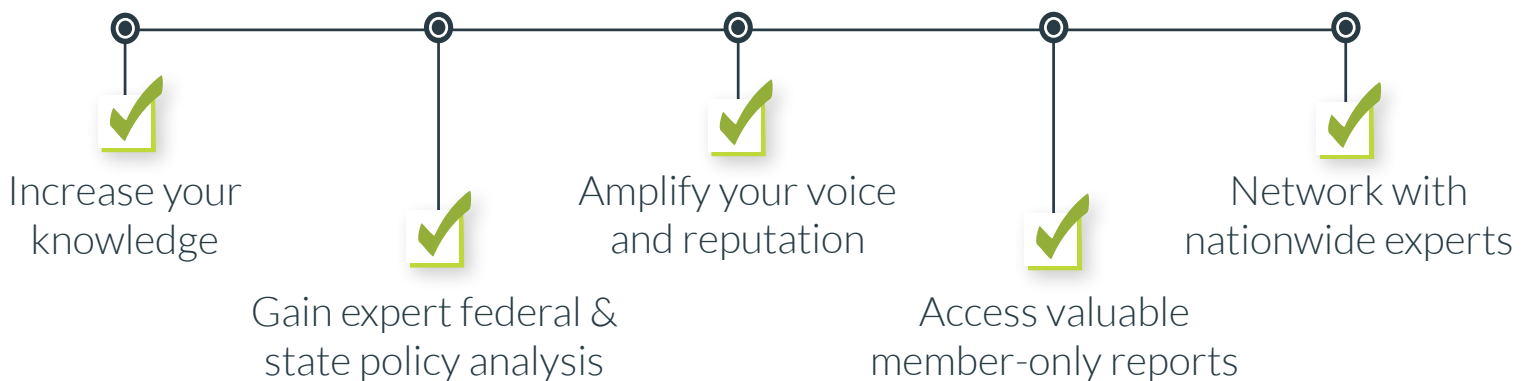 Increase your
knowledge
Gain expert federal &
state policy analysis
Amplify your voice
and reputation
Access valuable
member-only reports
Network with
nationwide experts